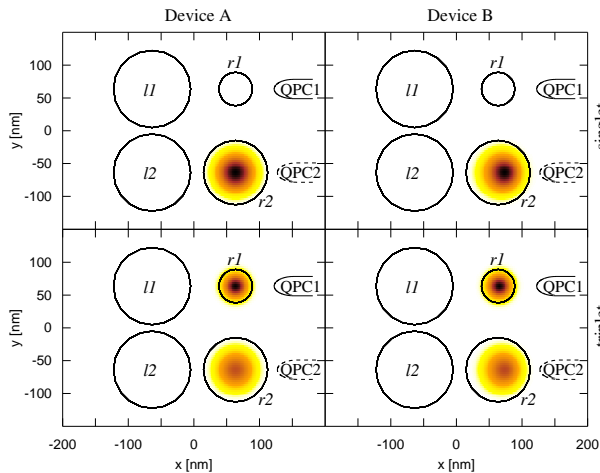 Device A Device B
100
50
0
-50
-100
y [nm]
r1
l1
QPC1
l2
QPC2
r2
r1
l1
QPC1
l2
QPC2
r2
singlet
100
50
0
-50
-100
y [nm]
r1
l1
QPC1
l2
QPC2
r2
r1
l1
QPC1
l2
QPC2
r2
triplet
-200 -100 0 100 -100 0 100 200
x [nm] x [nm]